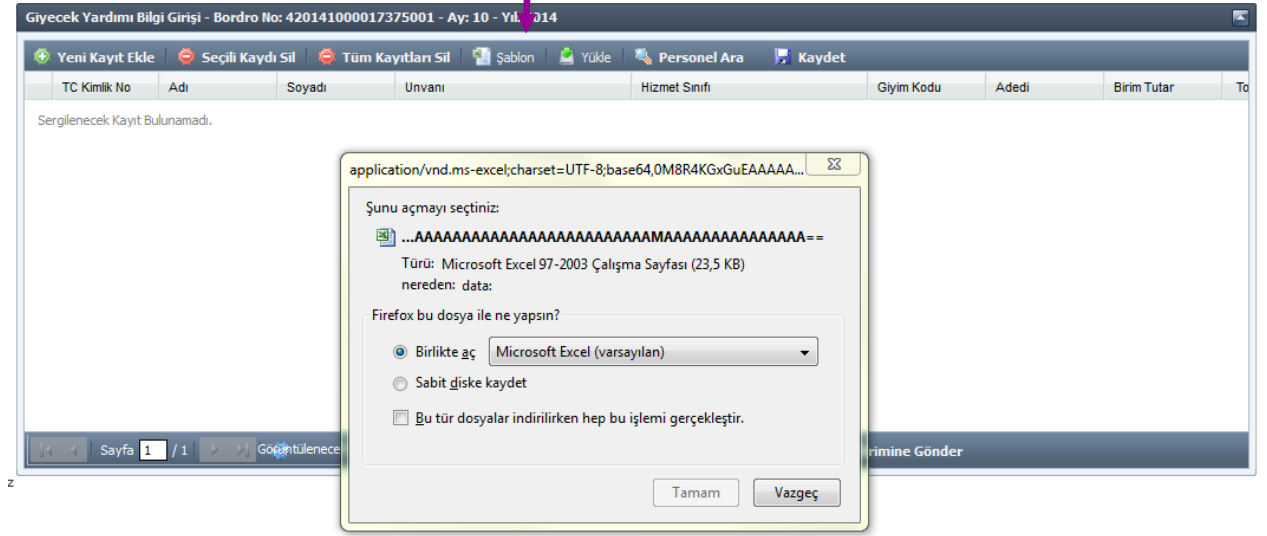 Giyecek Yardımı Bilgi Girişi - Bordro No: 420141000017375001 - Ay: 10 - Yıl: 2014
Yeni Kayıt Ekle Seçili Kaydı Sil Tüm Kayıtları Sil Şablon Yükle Personel Ara Kaydet
TC Kimlik No Adı Soyadı Unvanı Hizmet Sınıfı Giyim Kodu Adedi Birim Tutar To
Sergilenecek Kayıt Bulunamadı.
application/vnd.ms-excel;charset=UTF-8;base64,0M8R4KGxGuEAAAAA...
Şunu açmayı seçtiniz:
...AAAAAAAAAAAAAAAAAAAAAAAAAAMAAAAAAAAAAAAAAA==
Türü: Microsoft Excel 97-2003 Çalışma Sayfası (23,5 KB)
nereden: data:
Firefox bu dosya ile ne yapsın?
Birlikte aç Microsoft Excel (varsayılan)
Sabit diske kaydet
Bu tür dosyalar indirilirken hep bu işlemi gerçekleştir.
Sayfa 1 / 1 Görüntülenece rimine Gönder
z
Tamam Vazgeç